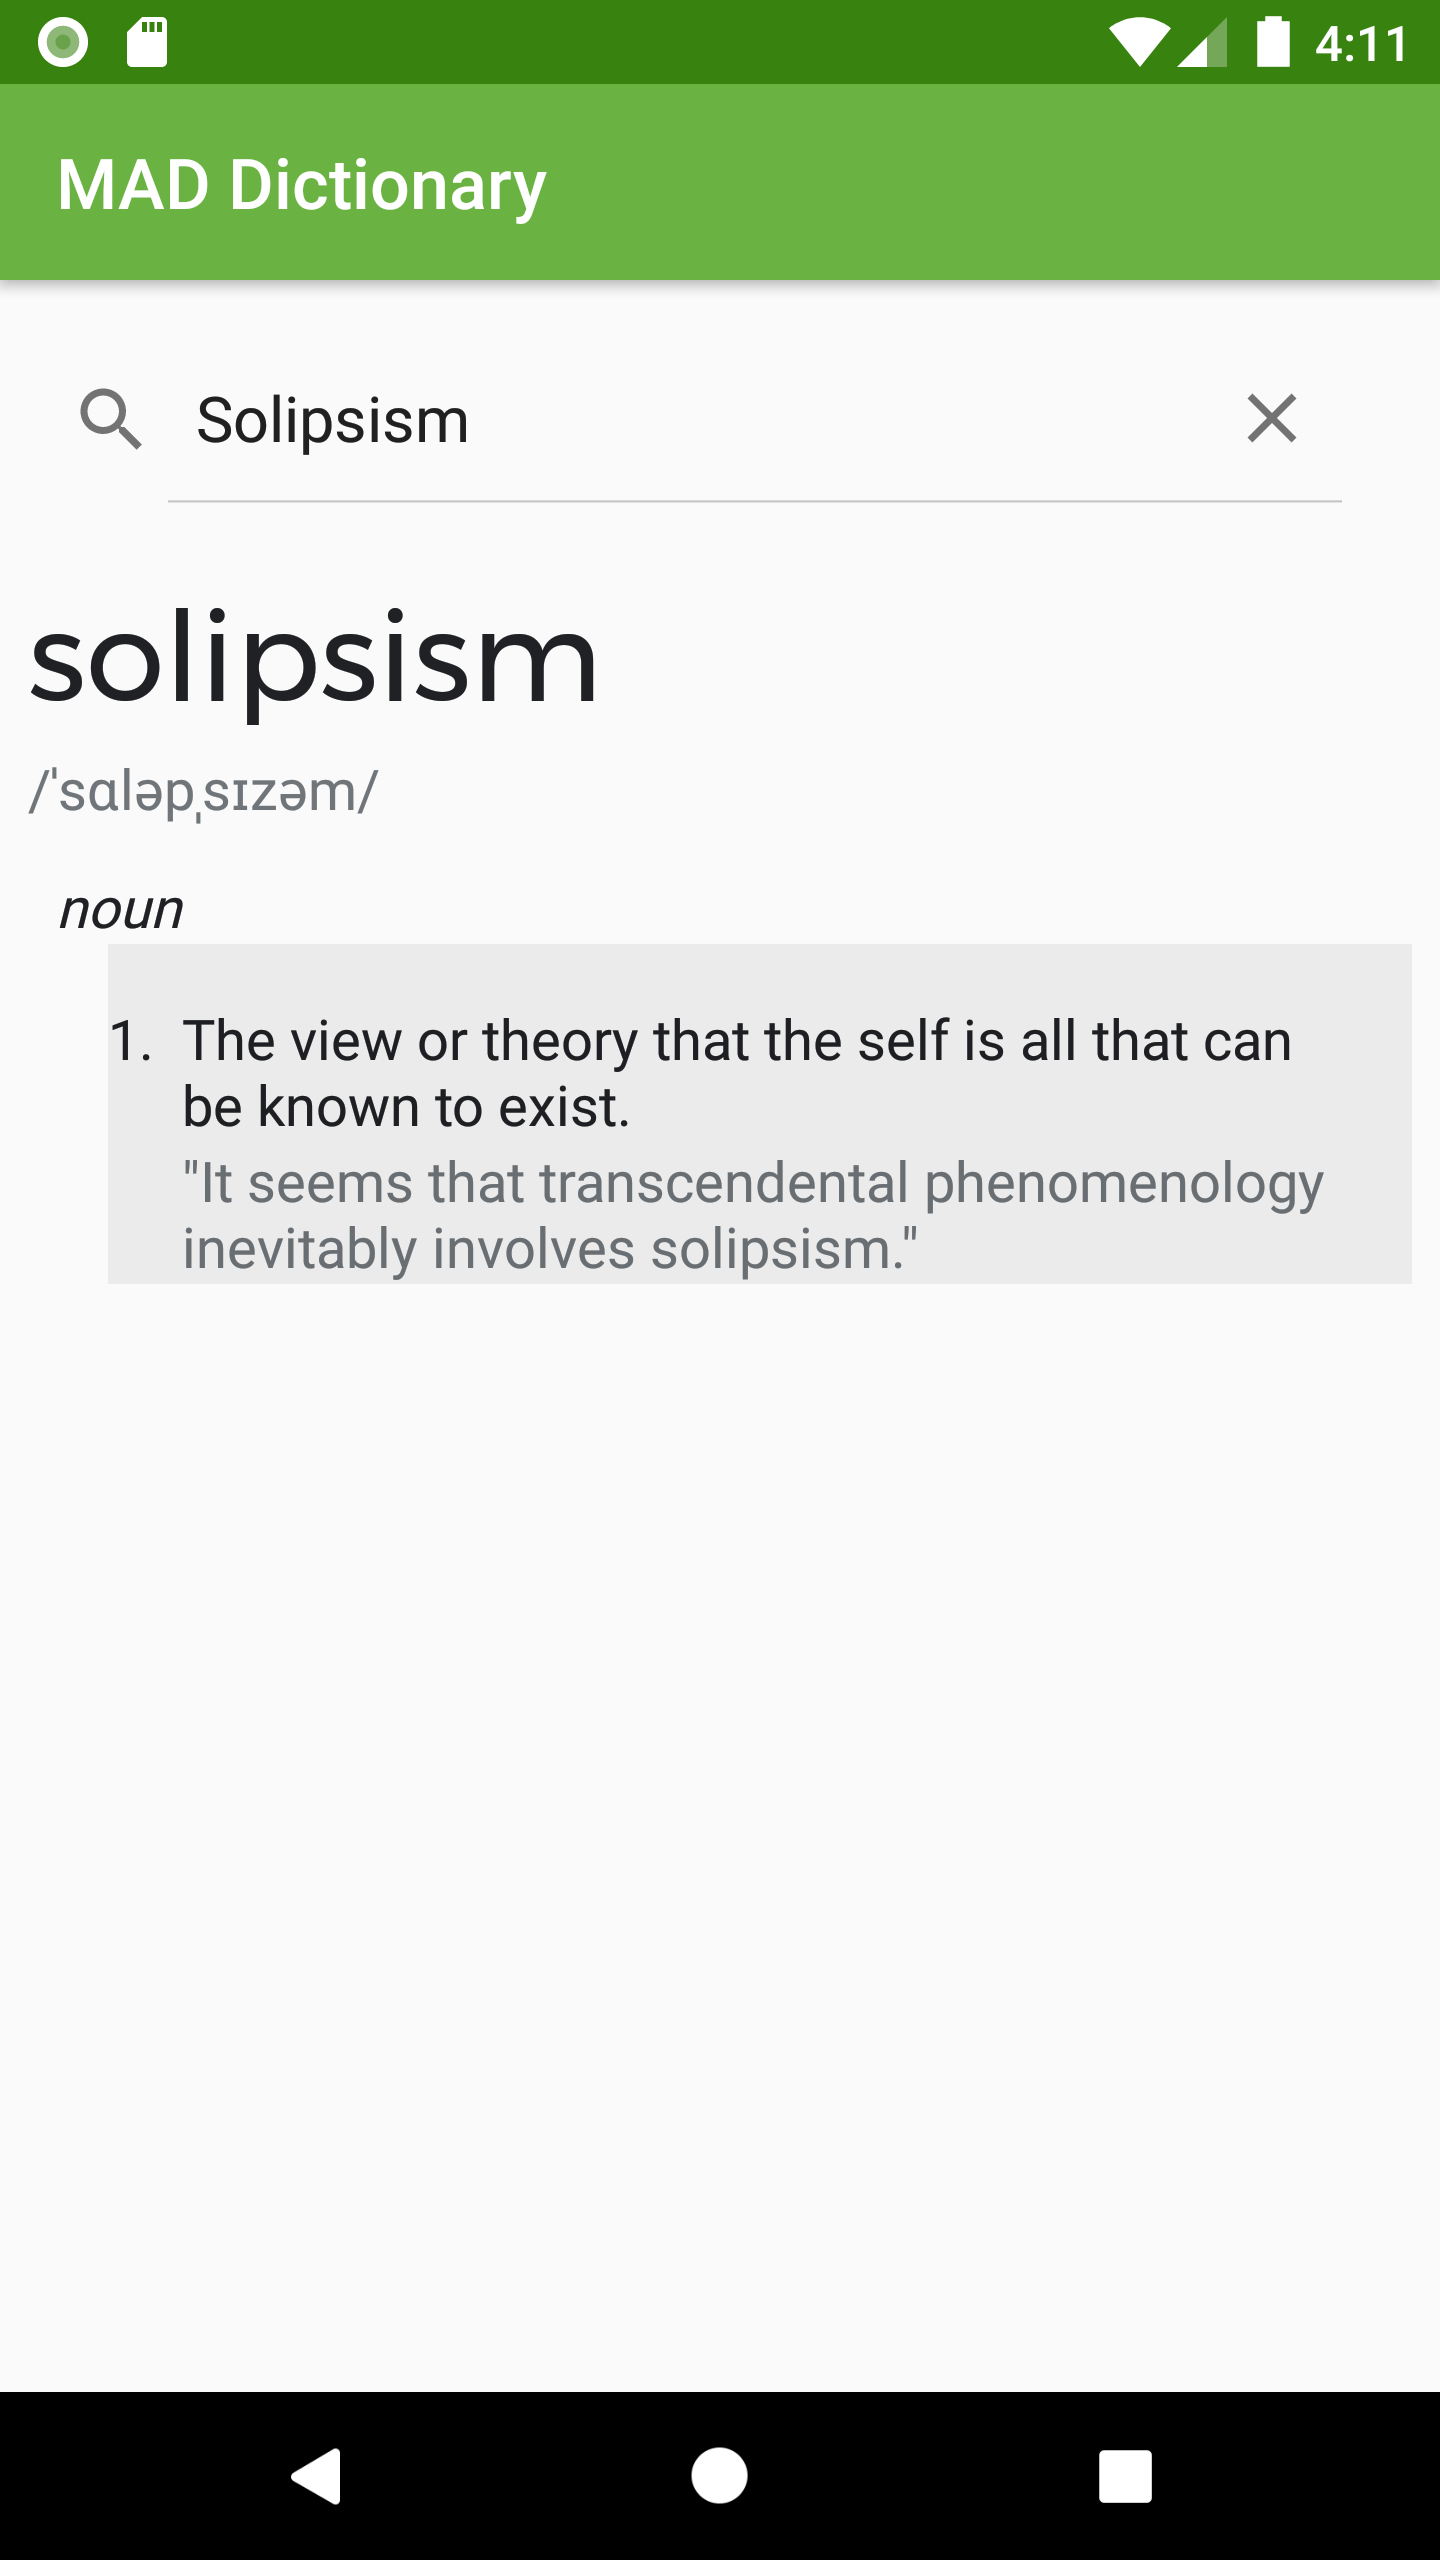 4:11
MAD Dictionary
Solipsism
solipsism
/ˈsɑləpˌsɪzəm/
noun
1. The view or theory that the self is all that can
be known to exist.
"It seems that transcendental phenomenology
inevitably involves solipsism."